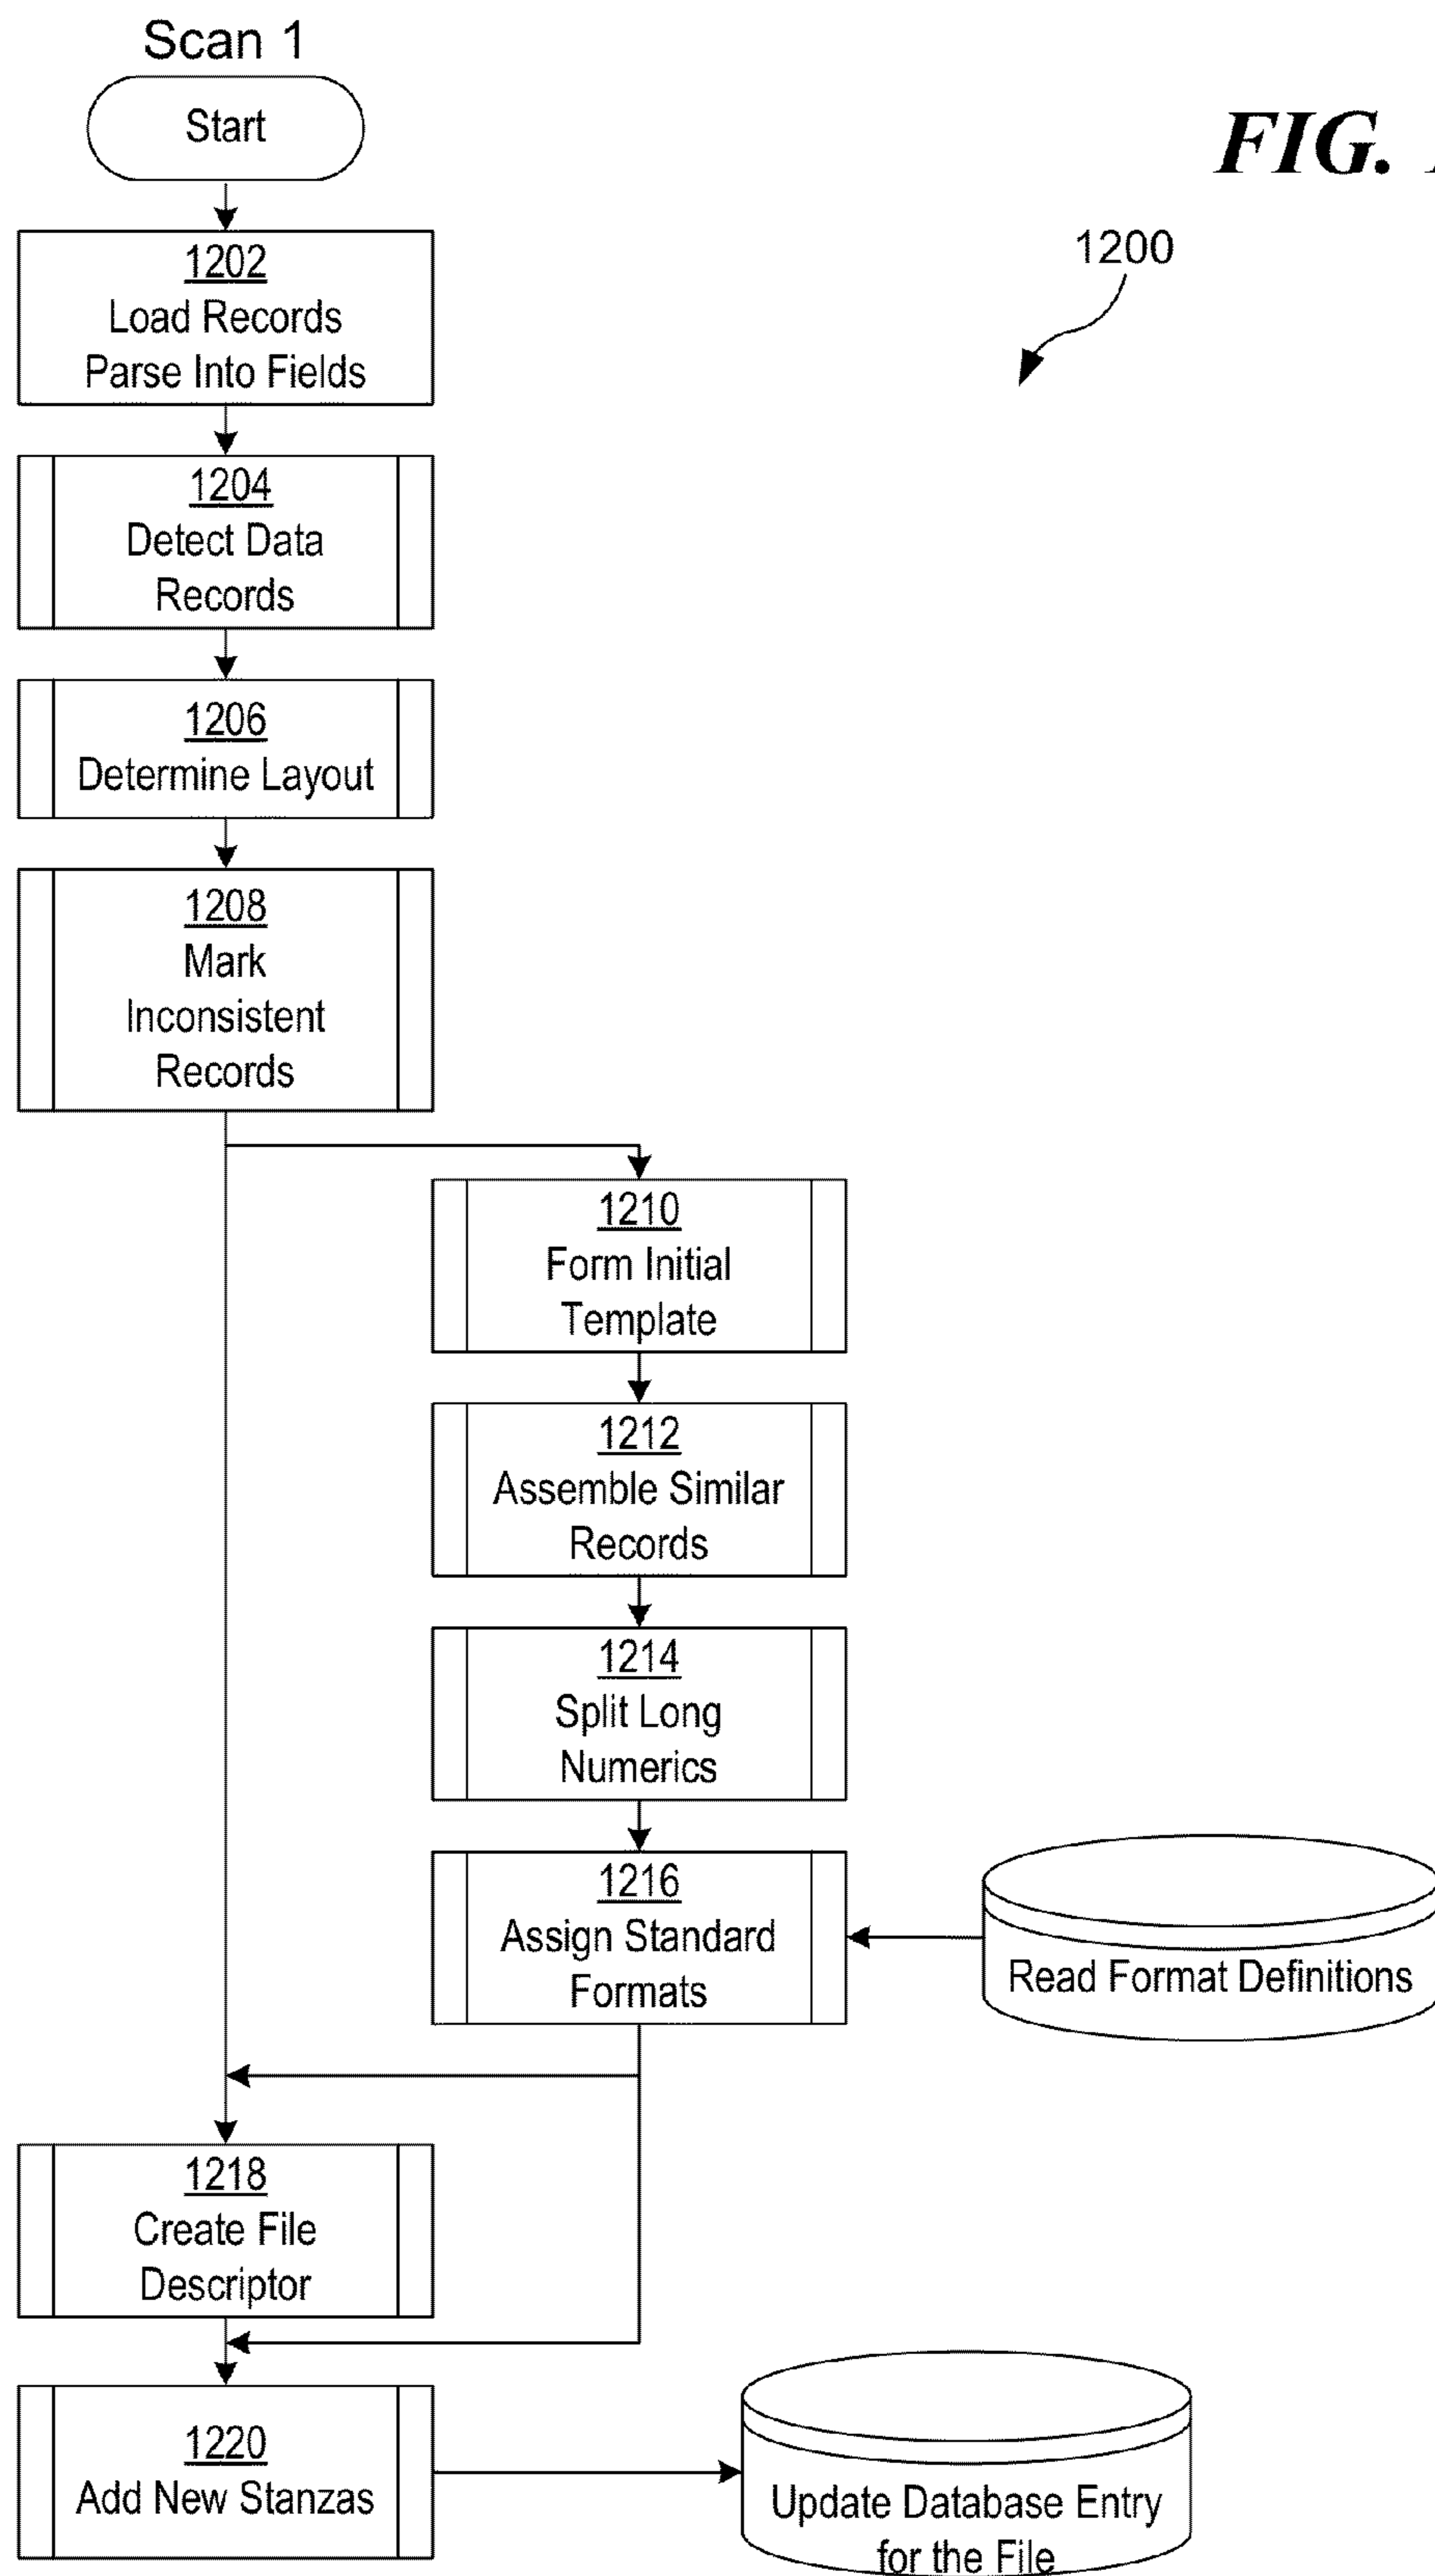 Scan 1
Start
FIG.
1200
1202
Load Records
Parse Into Fields
1204
Detect Data
Records
1206
Determine Layout
1208
Mark
Inconsistent
Records
1210
Form Initial
Template
1212
Assemble Similar
Records
1214
Split Long
Numerics
1216
Assign Standard
Formats
Read Format Definitions
1218
Create File
Descriptor
1220
Add New Stanzas
Update Database Entry
for the File